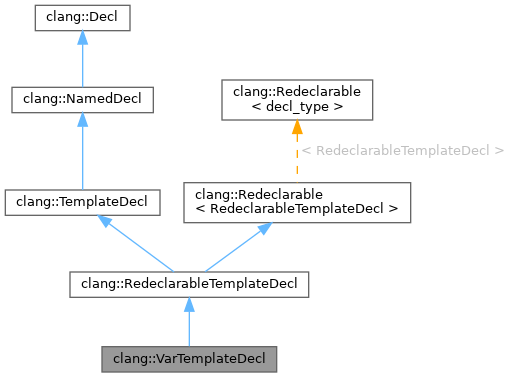 clang::Decl
clang::NamedDecl
clang::Redeclarable
< decl_type >
< RedeclarableTemplateDecl >
clang::TemplateDecl
clang::Redeclarable
< RedeclarableTemplateDecl >
clang::RedeclarableTemplateDecl
clang::VarTemplateDecl